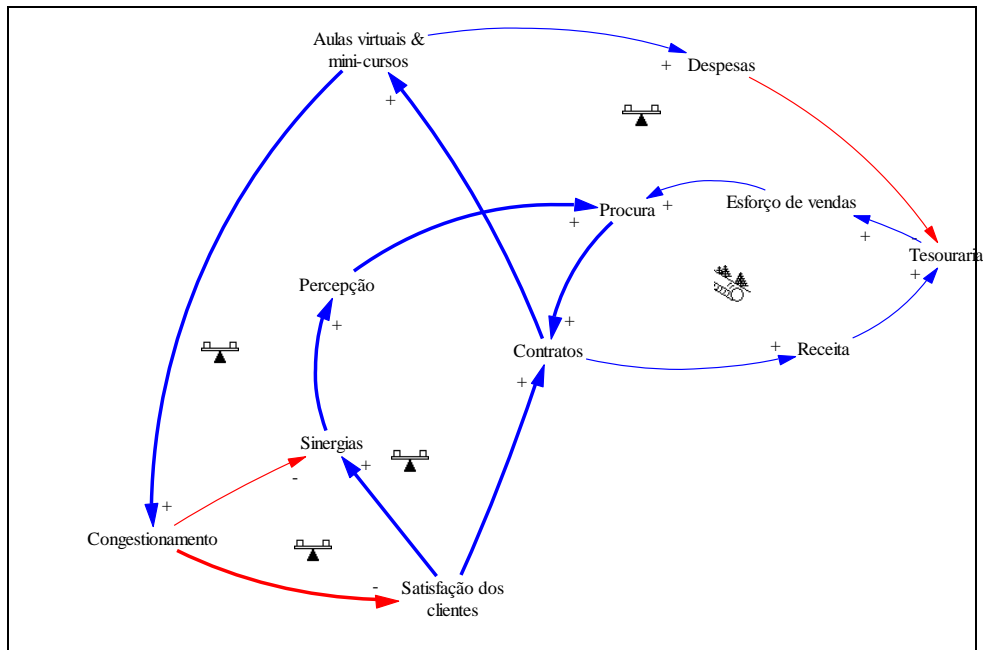 Aulas virtuais &
mini-cursos
+
Despesas
+
Procura
+
+
Esforço de vendas
+
-
Tesouraria
+
Percepção
+
+
Contratos
+
+
Receita
Sinergias
+
-
+
Congestionamento
-
Satisfação dos
clientes